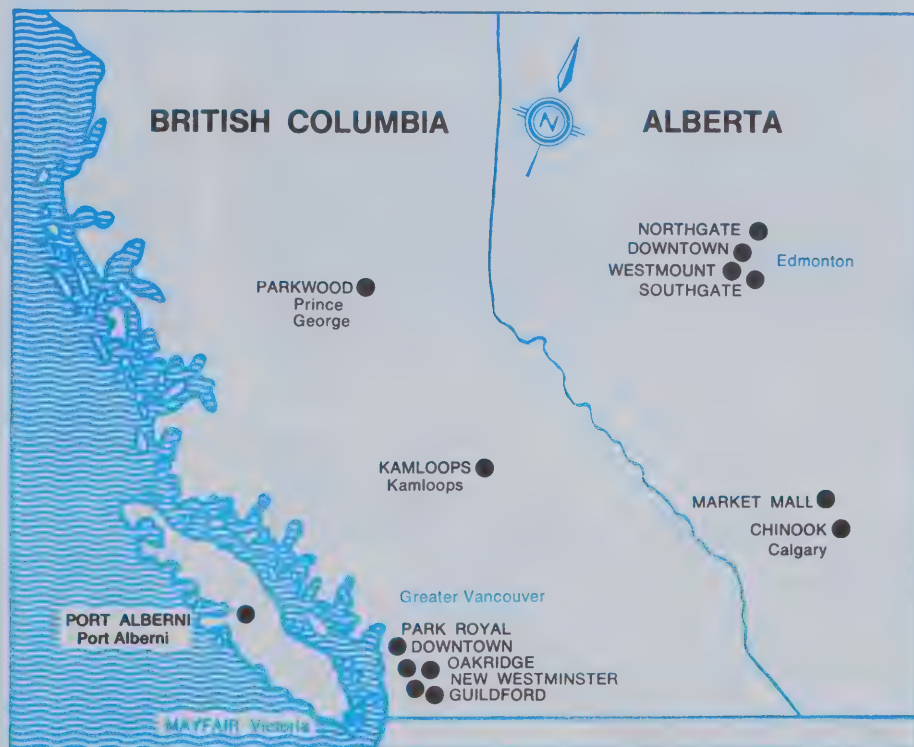 BRITISH COLUMBIA
N
ALBERTA
NORTHGATE
DOWNTOWN
WESTMOUNT
SOUTHGATE
Edmonton
PARKWOOD
Prince
George
KAMLOOPS
Kamloops
MARKET MALL
CHINOOK
Calgary
PORT ALBERNI
Port Alberni
Greater Vancouver
PARK ROYAL
DOWNTOWN
OAKRIDGE
NEW WESTMINSTER
GUILDFORD
MAYFAIR Victoria